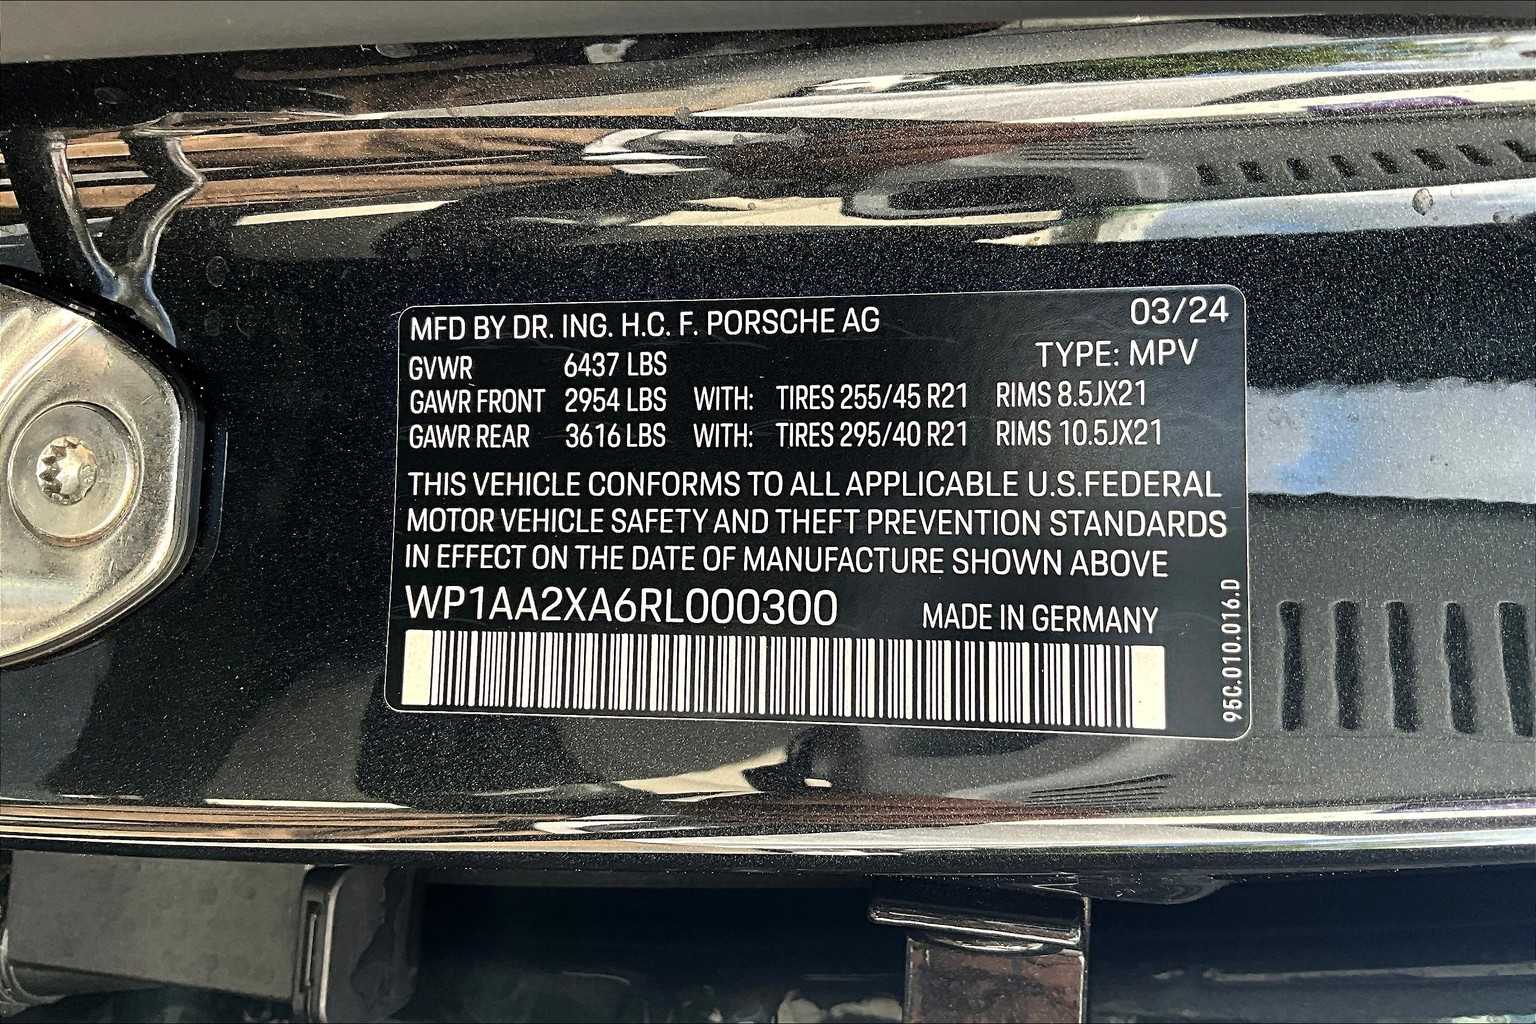 MFD BY DR. ING. H.C. F. PORSCHE AG 03/24
TYPE: MPV
GVWR 6437 LBS
GAWR FRONT 2954 LBS WITH: TIRES 255/45 R21 RIMS 8.5JX21
GAWR REAR 3616 LBS WITH: TIRES 295/40 R21 RIMS 10.5JX21
THIS VEHICLE CONFORMS TO ALL APPLICABLE U.S.FEDERAL
MOTOR VEHICLE SAFETY AND THEFT PREVENTION STANDARDS
IN EFFECT ON THE DATE OF MANUFACTURE SHOWN ABOVE
WP1AA2XA6RL000300 MADE IN GERMANY
95C.010.016.D